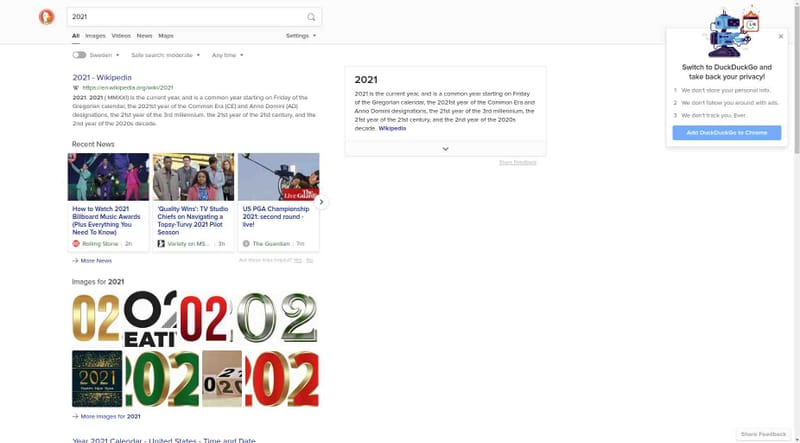 2021
All Images Videos News Maps Settings
Sweden Safe search: moderate Any time
2021 - Wikipedia
W https://en.wikipedia.org/wiki/2021
2021. 2021 ( MMXXI) is the current year, and is a common year starting on Friday of
the Gregorian calendar, the 2021st year of the Common Era (CE) and Anno Domini (AD)
designations, the 21st year of the 3rd millennium, the 21st year of the 21st century, and the
2nd year of the 2020s decade.
Recent News
How to Watch 2021
Billboard Music Awards
(Plus Everything You
Need To Know)
Rolling Stone | 2h
'Quality Wins': TV Studio
Chiefs on Navigating a
Topsy-Turvy 2021 Pilot
Season
Variety on MS... | 3h
The
Live
US PGA Championship
2021: second round -
live!
The Guardian | 7m
→ More News
Are these links helpful? Yes No
Images for 2021
02
02
EATI
02
202
2021
202
202
202
→ More Images for 2021
Year 2021 Calendar - United States - Time and Date
2021
2021 is the current year, and is a common year starting on Friday of
the Gregorian calendar, the 2021st year of the Common Era and
Anno Domini designations, the 21st year of the 3rd millennium, the
21st year of the 21st century, and the 2nd year of the 2020s
decade. Wikipedia
Share Feedback
Switch to DuckDuckGo and
take back your privacy!
1 We don't store your personal info.
2 We don't follow you around with ads.
3 We don't track you. Ever.
Add DuckDuckGo to Chrome
Share Feedback